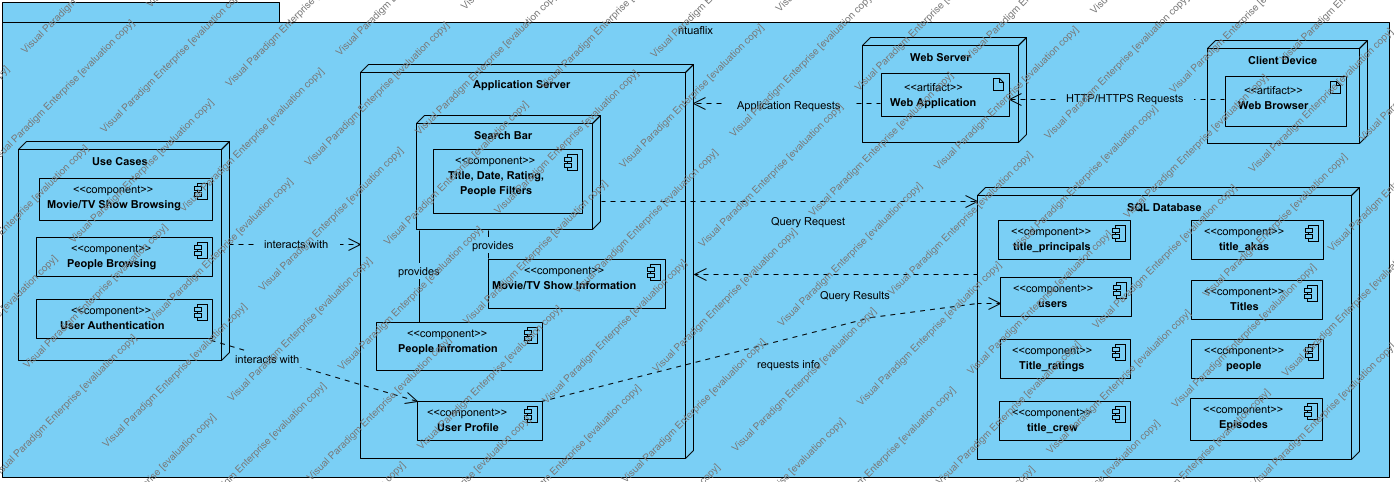 ntuaflix
Use Cases
<<component>>
Movie/TV Show Browsing
<<component>>
People Browsing
<<component>>
User Authentication
interacts with
interacts with
Application Server
Search Bar
<<component>>
Title, Date, Rating,
People Filters
provides
provides
<<component>>
Movie/TV Show Information
<<component>>
People Infromation
<<component>>
User Profile
Application Requests
Web Server
<<artifact>>
Web Application
HTTP/HTTPS Requests
Client Device
<<artifact>>
Web Browser
Query Request
Query Results
requests info
SQL Database
<<component>>
title_principals
<<component>>
title_akas
<<component>>
users
<<component>>
Titles
<<component>>
Title_ratings
<<component>>
people
<<component>>
title_crew
<<component>>
Episodes
Visual Paradigm Enterprise [evaluation copy]